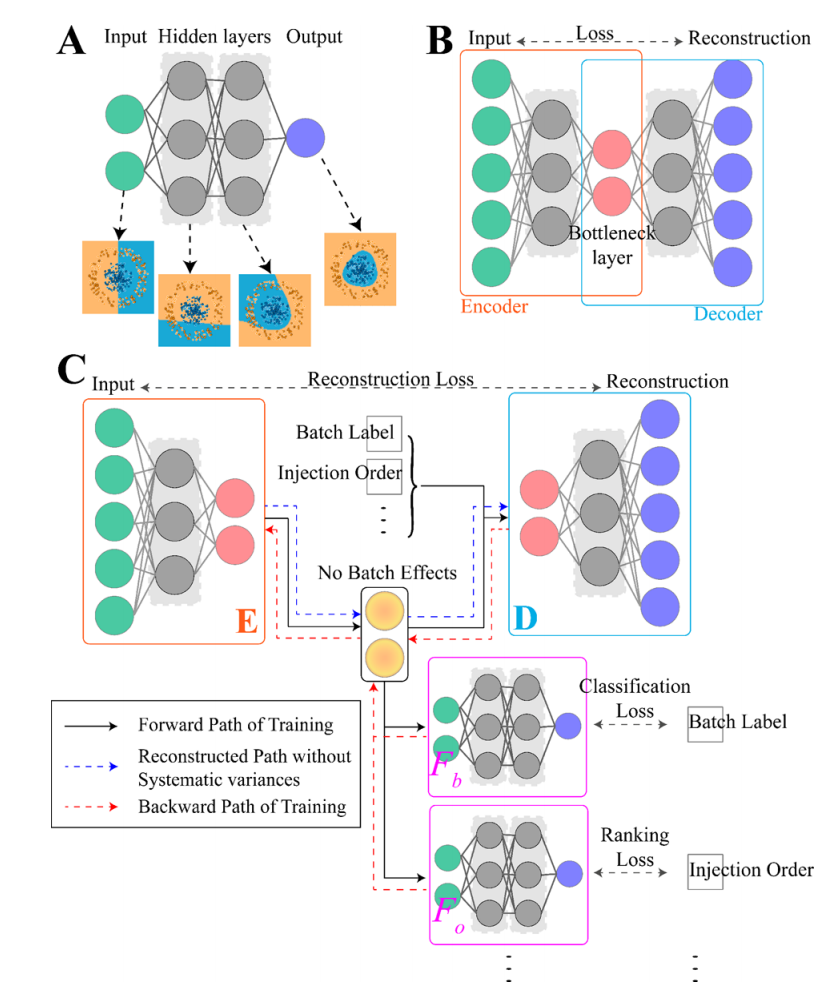 A
Input Hidden layers Output
B
Input Loss Reconstruction
Bottleneck
layer
Encoder
Decoder
C
Input Reconstruction Loss Reconstruction
Batch Label
Injection Order
E
D
No Batch Effects
Forward Path of Training
Reconstructed Path without
Systematic variances
Backward Path of Training
F b
Classification
Loss
Batch Label
F o
Ranking
Loss
Injection Order